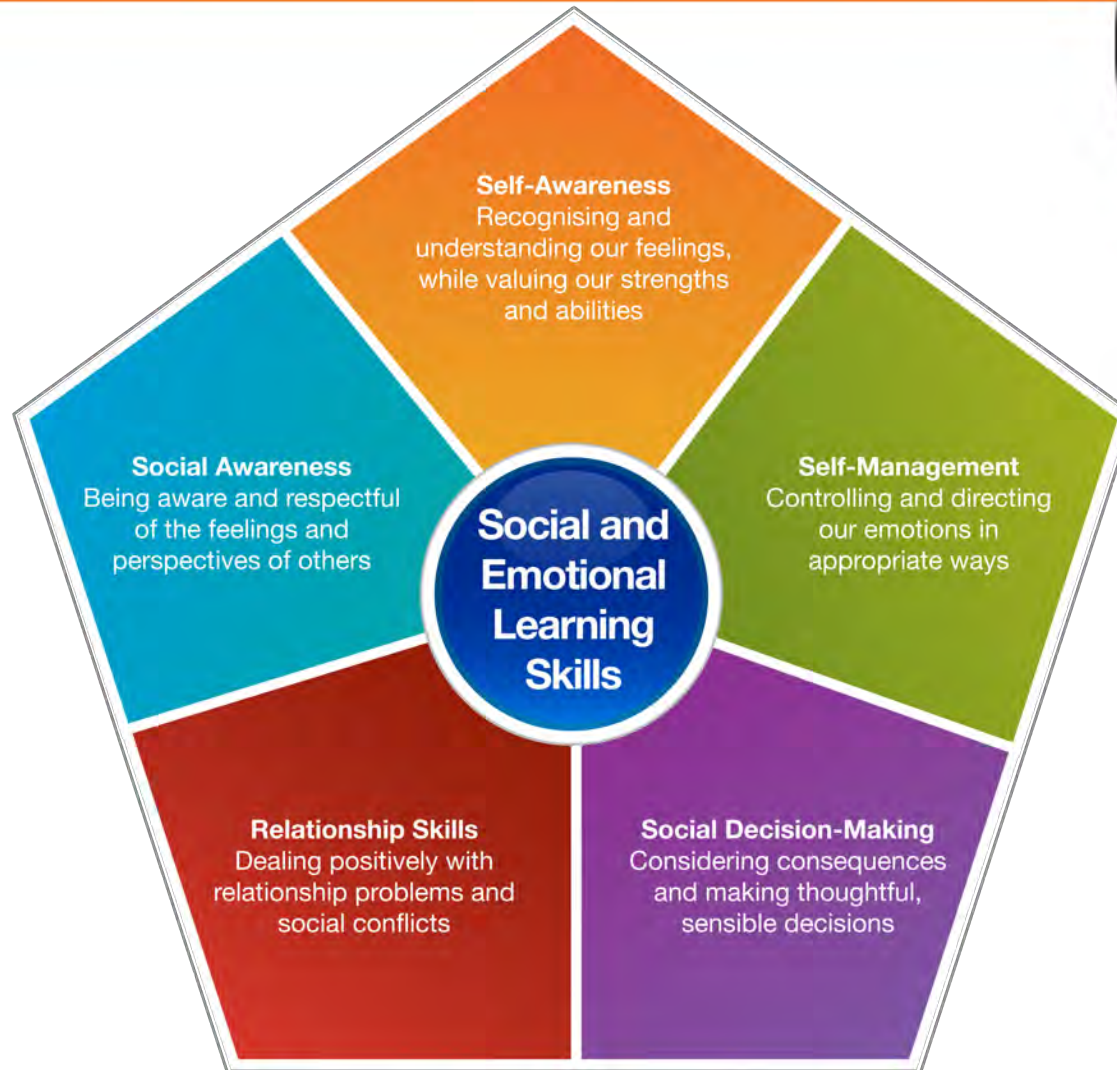 Self-Awareness
Recognising and
understanding our feelings,
while valuing our strengths
and abilities
Social Awareness
Being aware and respectful
of the feelings and
perspectives of others
Self-Management
Controlling and directing
our emotions in
appropriate ways
Social and
Emotional
Learning
Skills
Relationship Skills
Dealing positively with
relationship problems and
social conflicts
Social Decision-Making
Considering consequences
and making thoughtful,
sensible decisions